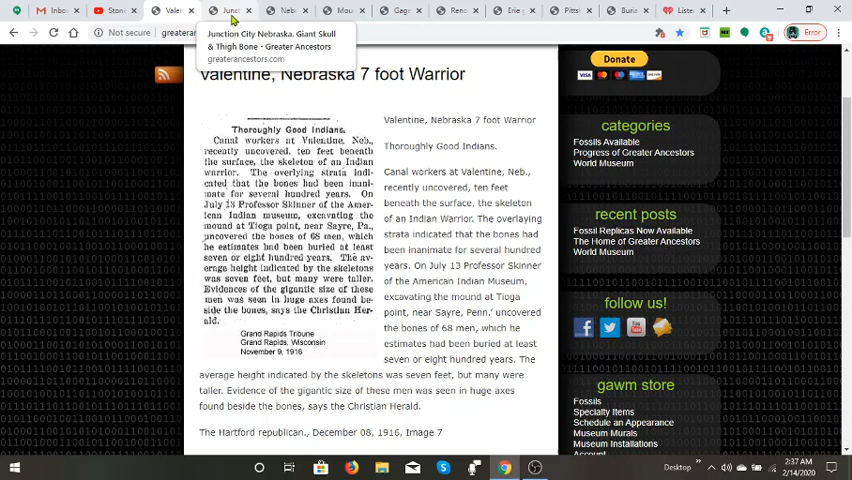 Inbo
Ston
Valer
Junct
Neb
Mou
Gage
Rena
Erie
Pitts
Buria
Listen
Error
Not secure
greateran
Junction City Nebraska. Giant Skull
& Thigh Bone - Greater Ancestors
greaterancestors.com
Valentine, Nebraska 7 foot Warrior
Thoroughly Good Indians.
Canal workers at Valentine, Neb.,
recently uncovered, ten feet beneath
the surface, the skeleton of an Indian
warrior. The overlying strata indi-
cated that the bones had been inani-
mate for several hundred years. On
July 13 Professor Skinner of the Amer-
ican Indian museum, excavating the
mound at Tioga point, near Sayre, Pa.,
uncovered the bones of 68 men, which
he estimates had been buried at least
seven or eight hundred years. The av-
erage height indicated by the skeletons
was seven feet, but many were taller.
Evidences of the gigantic size of these
men was seen in huge axes found be-
side the bones, says the Christian Her-
ald.
Grand Rapids Tribune
Grand Rapids, Wisconsin
November 9, 1916
Valentine, Nebraska 7 foot Warrior
Thoroughly Good Indians.
Canal workers at Valentine, Neb.,
recently uncovered, ten feet beneath
the surface, the skeleton
of an Indian Warrior. The overlying
strata indicated that the bones had
been inanimate for several hundred
years. On July 13 Professor Skinner
of the American Indian Museum,
excavating the mound at Tioga
point, near Sayre, Penn.’ uncovered
the bones of 68 men, which he
estimates had been buried at least
seven or eight hundred years. The
average height indicated by the skeletons was seven feet, but many were
taller. Evidence of the gigantic size of these men was seen in huge axes
found beside the bones, says the Christian Herald.
The Hartford republican., December 08, 1916, Image 7
Donate
VISA
categories
Fossils Available
Progress of Greater Ancestors
World Museum
recent posts
Fossil Replicas Now Available
The Home of Greater Ancestors
World Museum
follow us!
You
gawm store
Fossils
Specialty Items
Schedule an Appearance
Museum Murals
Museum Installations
Account
Desktop
2:37 AM
2/14/2020